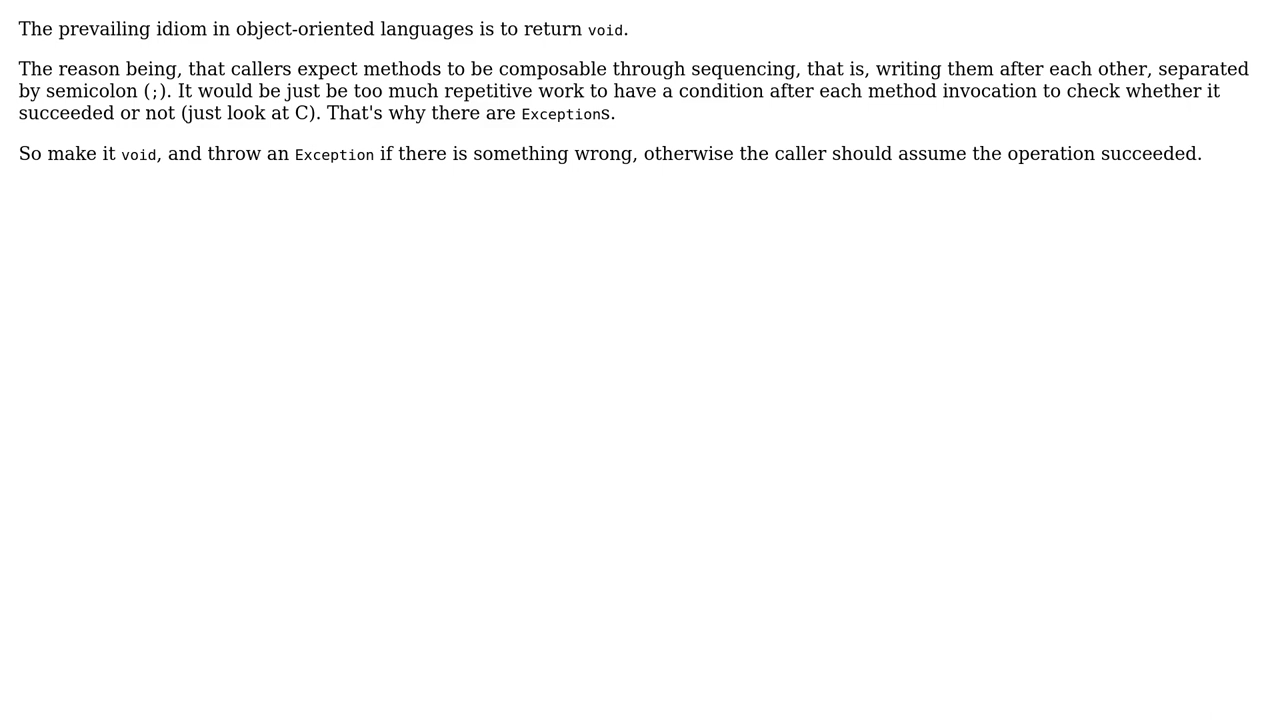 The prevailing idiom in object-oriented languages is to return void.
The reason being, that callers expect methods to be composable through sequencing, that is, writing them after each other, separated
by semicolon (;). It would be just be too much repetitive work to have a condition after each method invocation to check whether it
succeeded or not (just look at C). That's why there are Exceptions.
So make it void, and throw an Exception if there is something wrong, otherwise the caller should assume the operation succeeded.